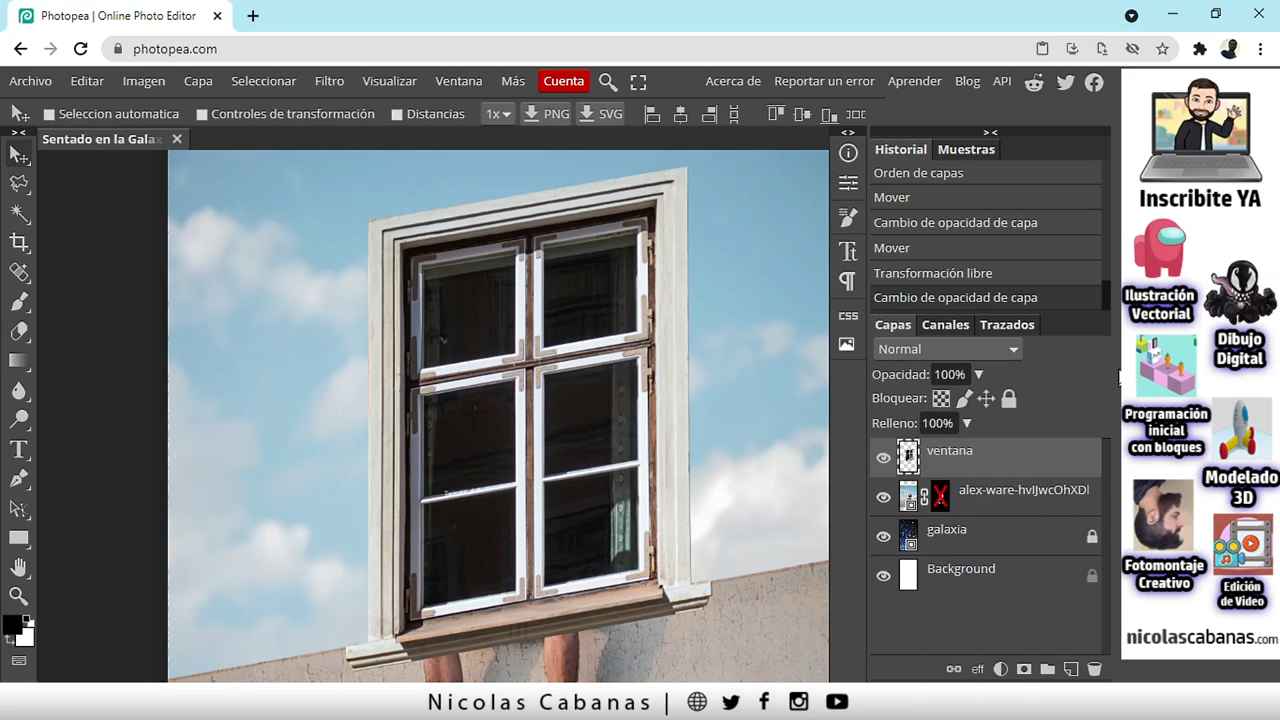 Photopea | Online Photo Editor
photopea.com
Archivo Editar Imagen Capa Seleccionar Filtro Visualizar Ventana Más Cuenta
Acerca de Reportar un error Aprender Blog API
Seleccion automatica Controles de transformación Distancias 1x PNG SVG
Sentado en la Gala
Historial Muestras
Orden de capas
Mover
Cambio de opacidad de capa
Mover
Transformación libre
Cambio de opacidad de capa
Capas Canales Trazados
Normal
Opacidad: 100%
Bloquear:
Relleno: 100%
ventana
alex-ware-hvIJwcOhXD
galaxia
Background
eff
CSS
Inscribite YA
Ilustración
Vectorial
Dibujo
Digital
Programación
inicial
con bloques
Modelado
3D
Fotomontaje
Creativo
Edición
de Video
nicolascabanas.com
Nicolas Cabanas |